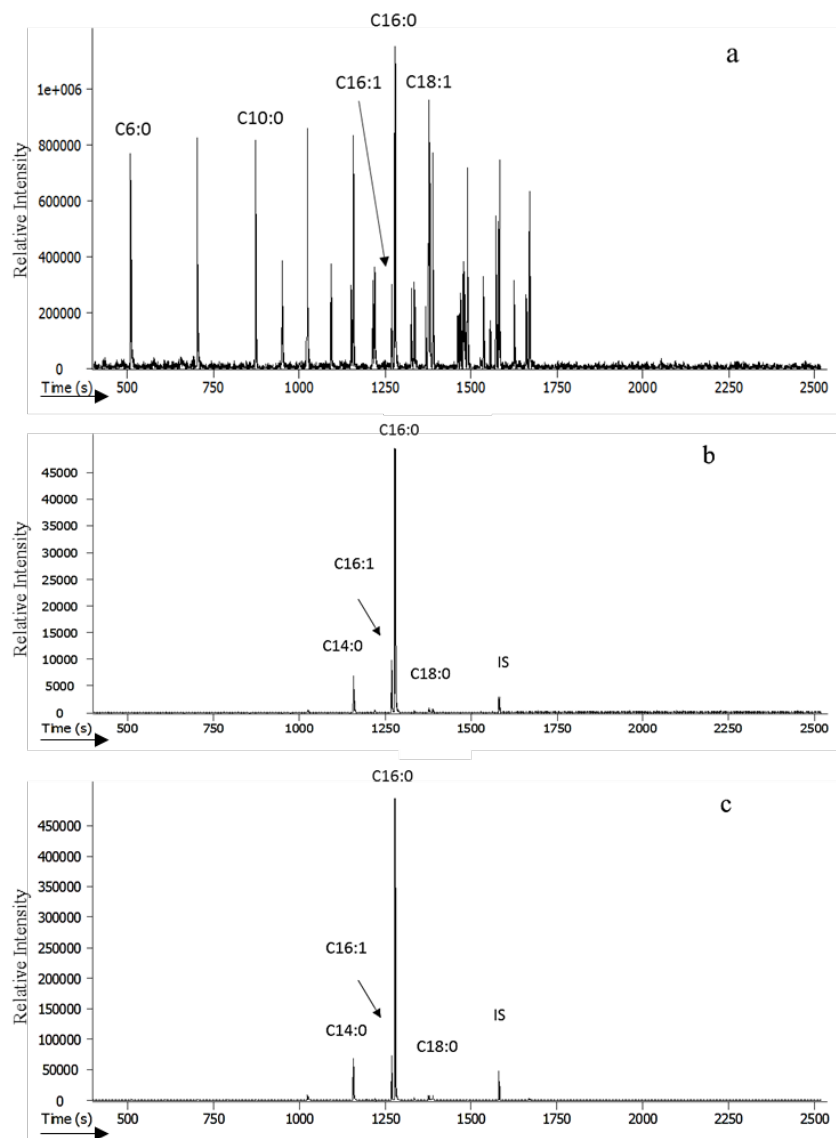 C16:0
a
C16:1
C18:1
1e+006
C6:0
C10:0
800000
600000
400000
200000
0
Relative Intensity
Time (s)
500
750
1000
1250
1500
1750
2000
2250
2500
C16:0
b
45000
40000
35000
30000
25000
20000
15000
10000
5000
0
C16:1
C14:0
C18:0
IS
Relative Intensity
Time (s)
500
750
1000
1250
1500
1750
2000
2250
2500
C16:0
c
450000
400000
350000
300000
250000
200000
150000
100000
50000
0
C16:1
C14:0
C18:0
IS
Relative Intensity
Time (s)
500
750
1000
1250
1500
1750
2000
2250
2500